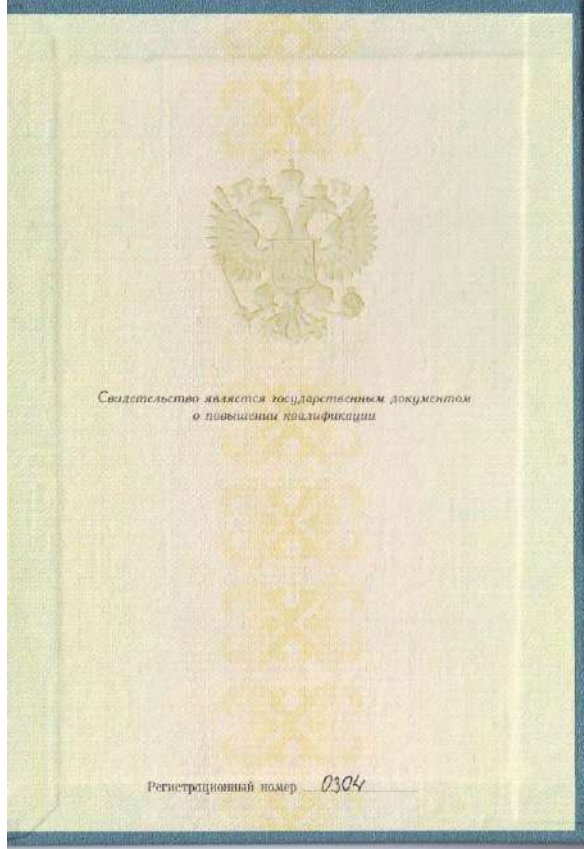 Свидетельство является государственным документом
о повышении квалификации
Регистрационный номер 0304